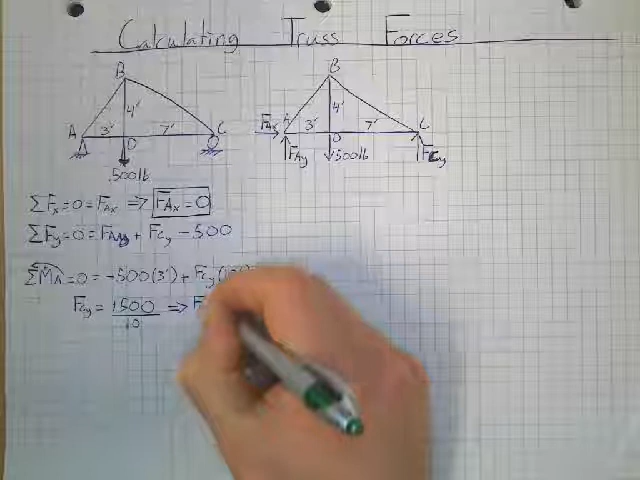 Calculating Truss Forces
B B
4' 4'
A 3' 7' C FAx A 3' 7' C
D D
FAy 500lb FCy
500lb
ΣFx=0=FAx => FAx=0
ΣFy=0=FAy + FCy - 500
ΣMA=0=-500(3')+FCy(10')
FCy = 1500 => F
10